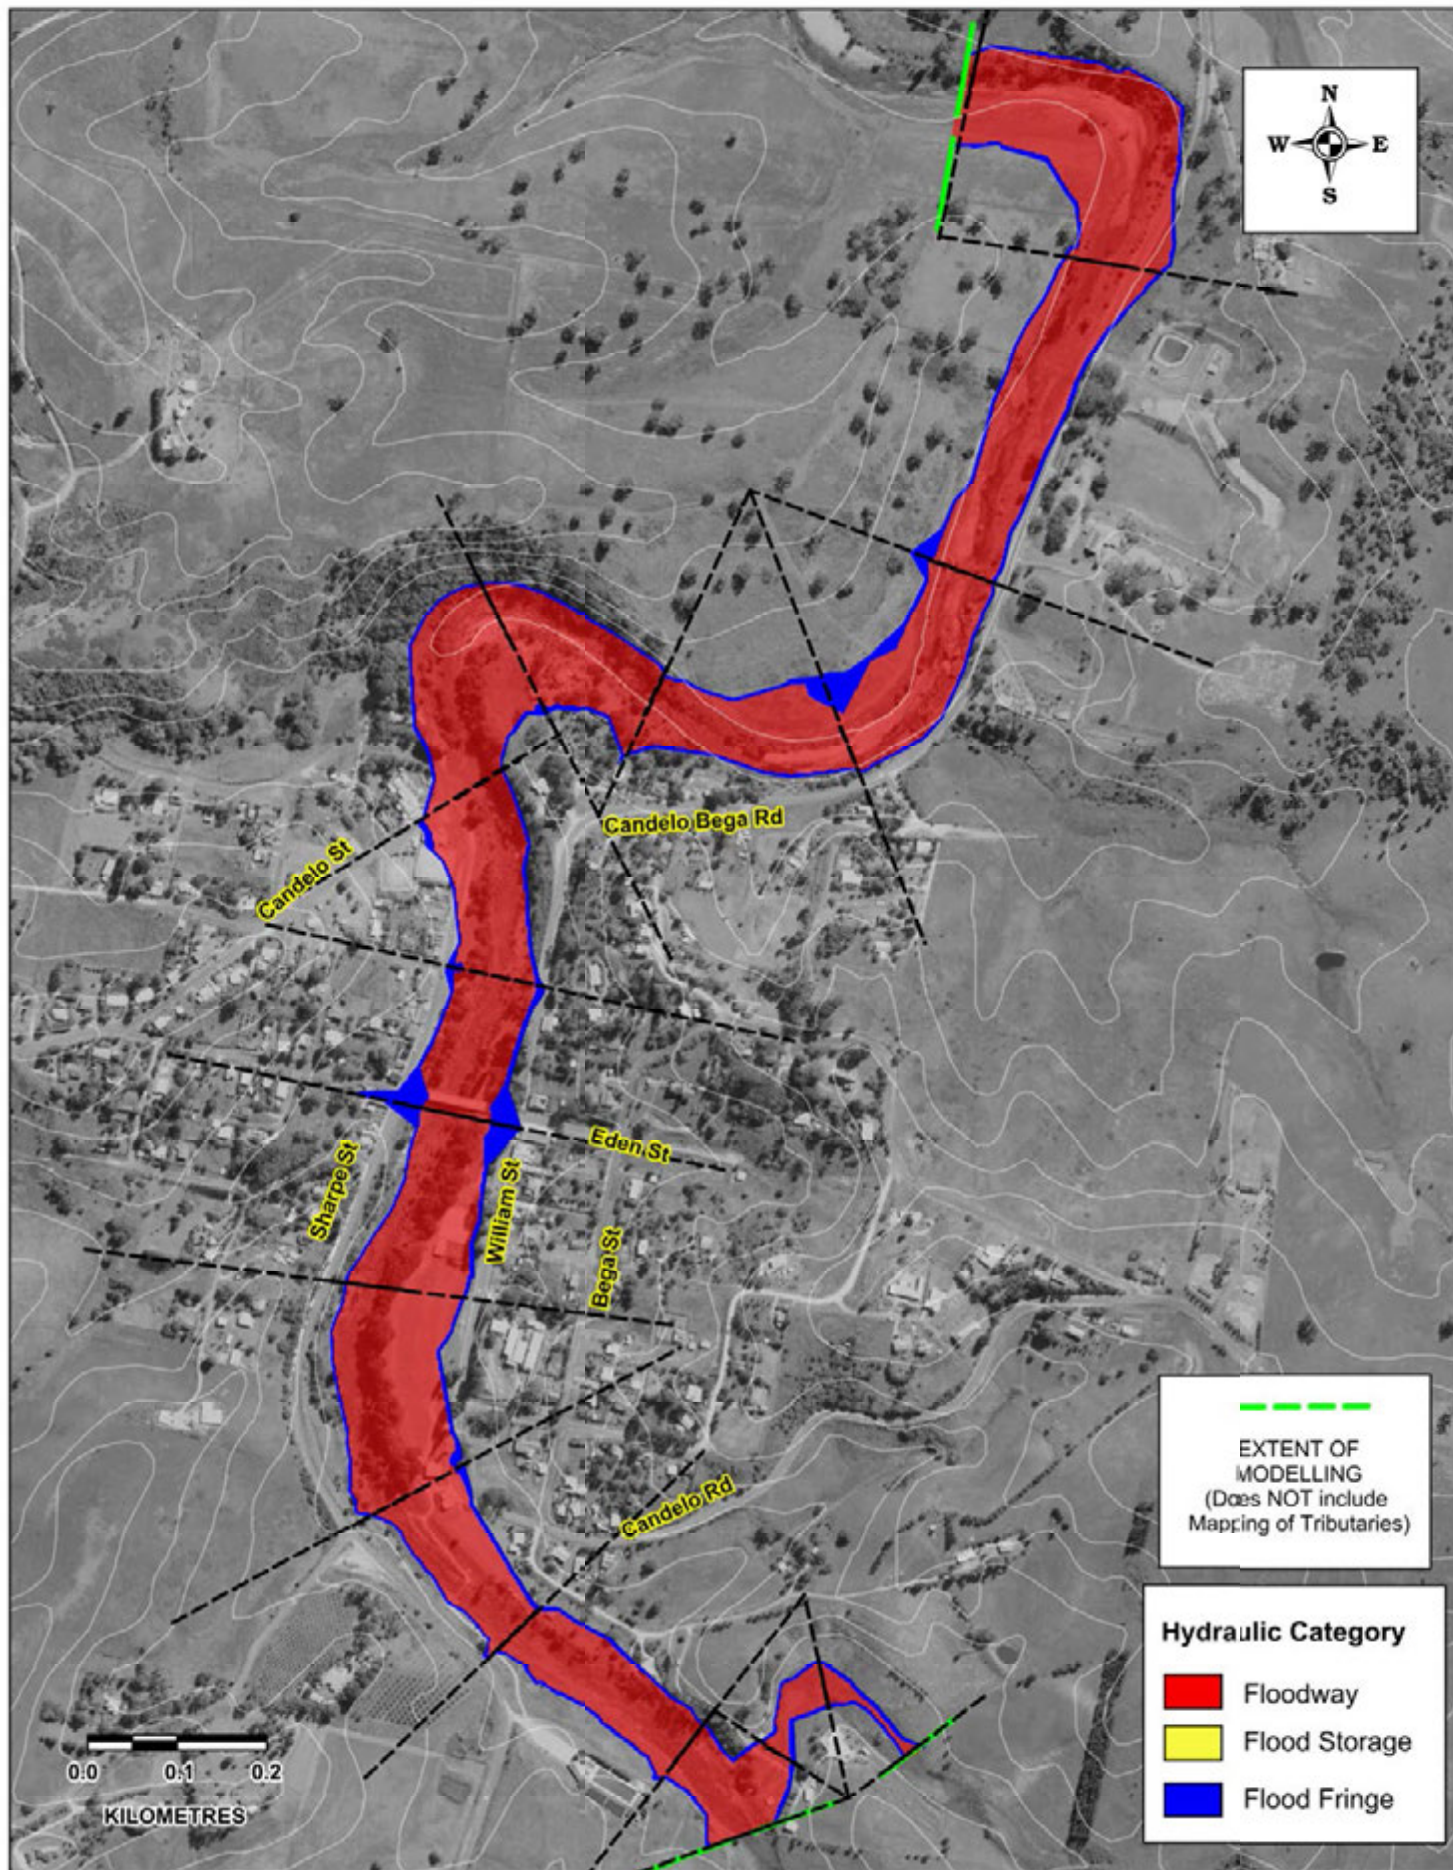 N
W E
S
Candelo Bega Rd
Candelo St
Eden St
Sharpe St
William St
Bega St
Candelo Rd
EXTENT OF
MODELLING
(Does NOT include
Mapping of Tributaries)
Hydraulic Category
Floodway
Flood Storage
Flood Fringe
0.0 0.1 0.2
KILOMETRES